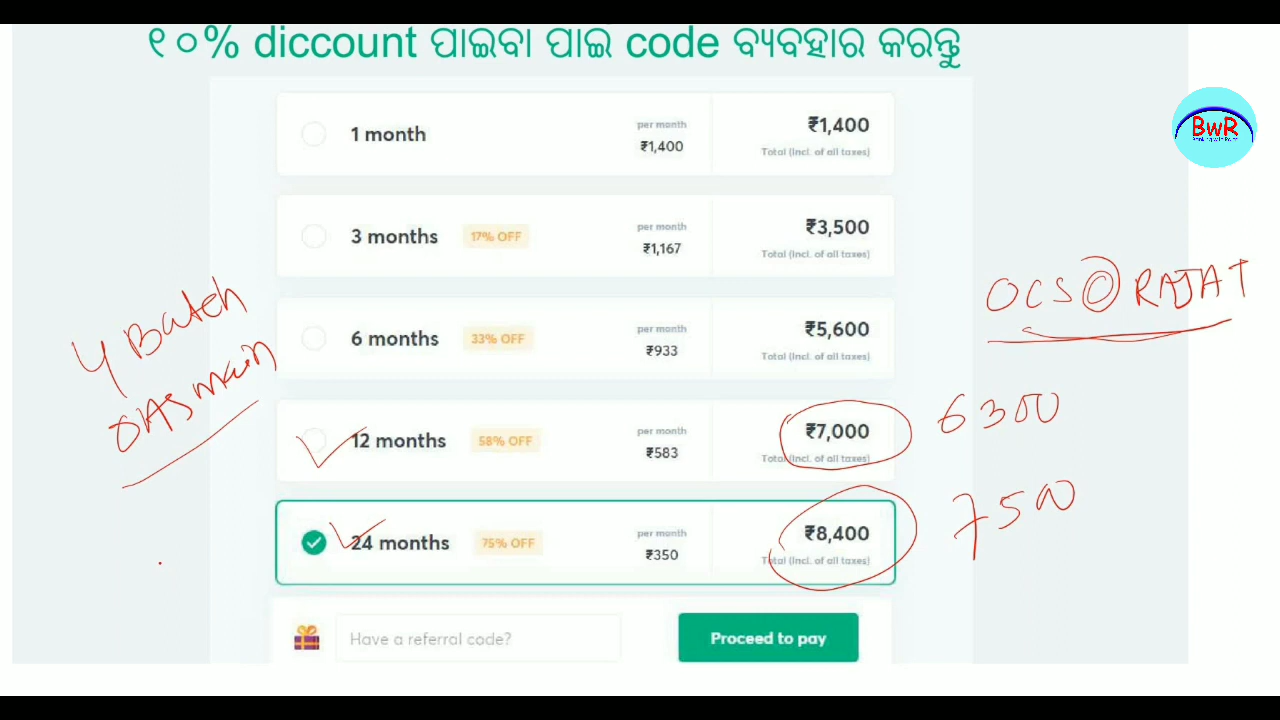 ୧୦% diccount ପାଇବା ପାଇ code ବ୍ୟବହାର କରନ୍ତୁ
BwR
1 month
per month
₹1,400
₹1,400
Total (Incl. of all taxes)
3 months
17% OFF
per month
₹1,167
₹3,500
Total (Incl. of all taxes)
OCS@RAJAT
4 Batch
OAS main
6 months
33% OFF
per month
₹933
₹5,600
Total (Incl. of all taxes)
12 months
58% OFF
per month
₹583
₹7,000
Total (Incl. of all taxes)
6300
24 months
75% OFF
per month
₹350
₹8,400
Total (Incl. of all taxes)
7500
Have a referral code?
Proceed to pay